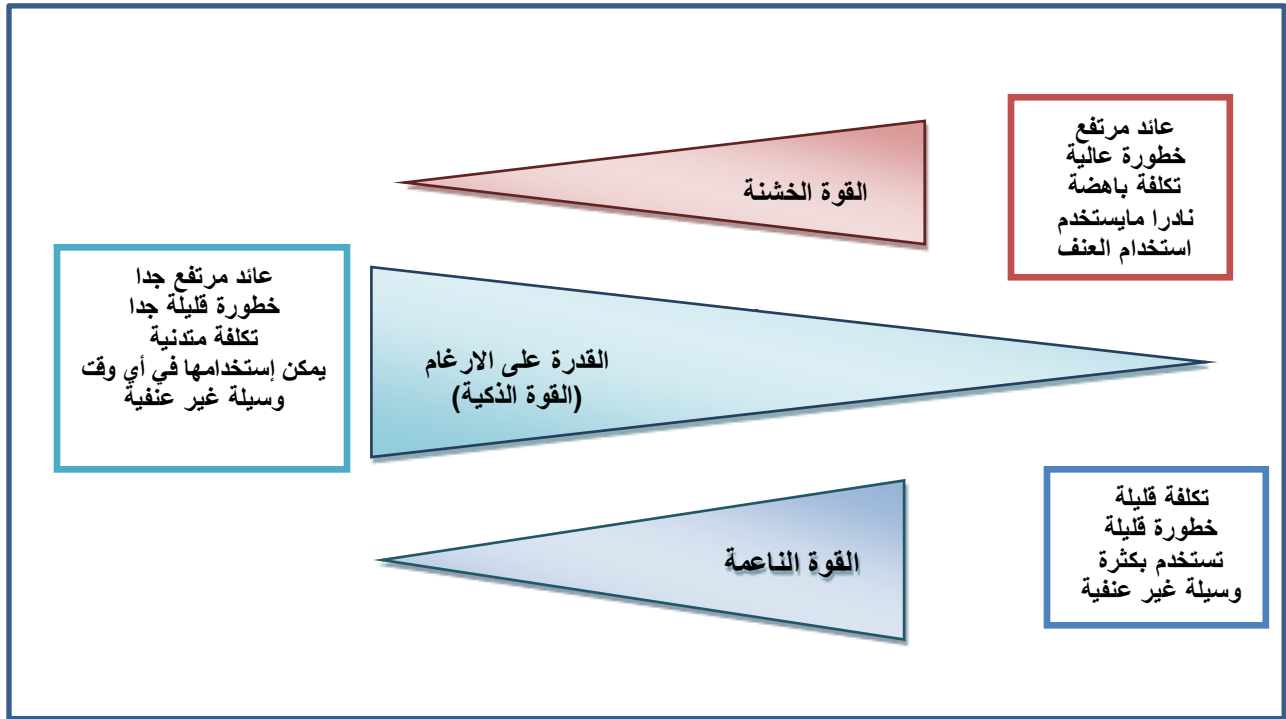 عائد مرتفع
خطورة عالية
تكلفة باهضة
نادرا مايستخدم
استخدام العنف
القوة الخشنة
عائد مرتفع جدا
خطورة قليلة جدا
تكلفة متدنية
يمكن إستخدامها في أي وقت
وسيلة غير عنفية
القدرة على الارغام
(القوة الذكية)
تكلفة قليلة
خطورة قليلة
تستخدم بكثرة
وسيلة غير عنفية
القوة الناعمة